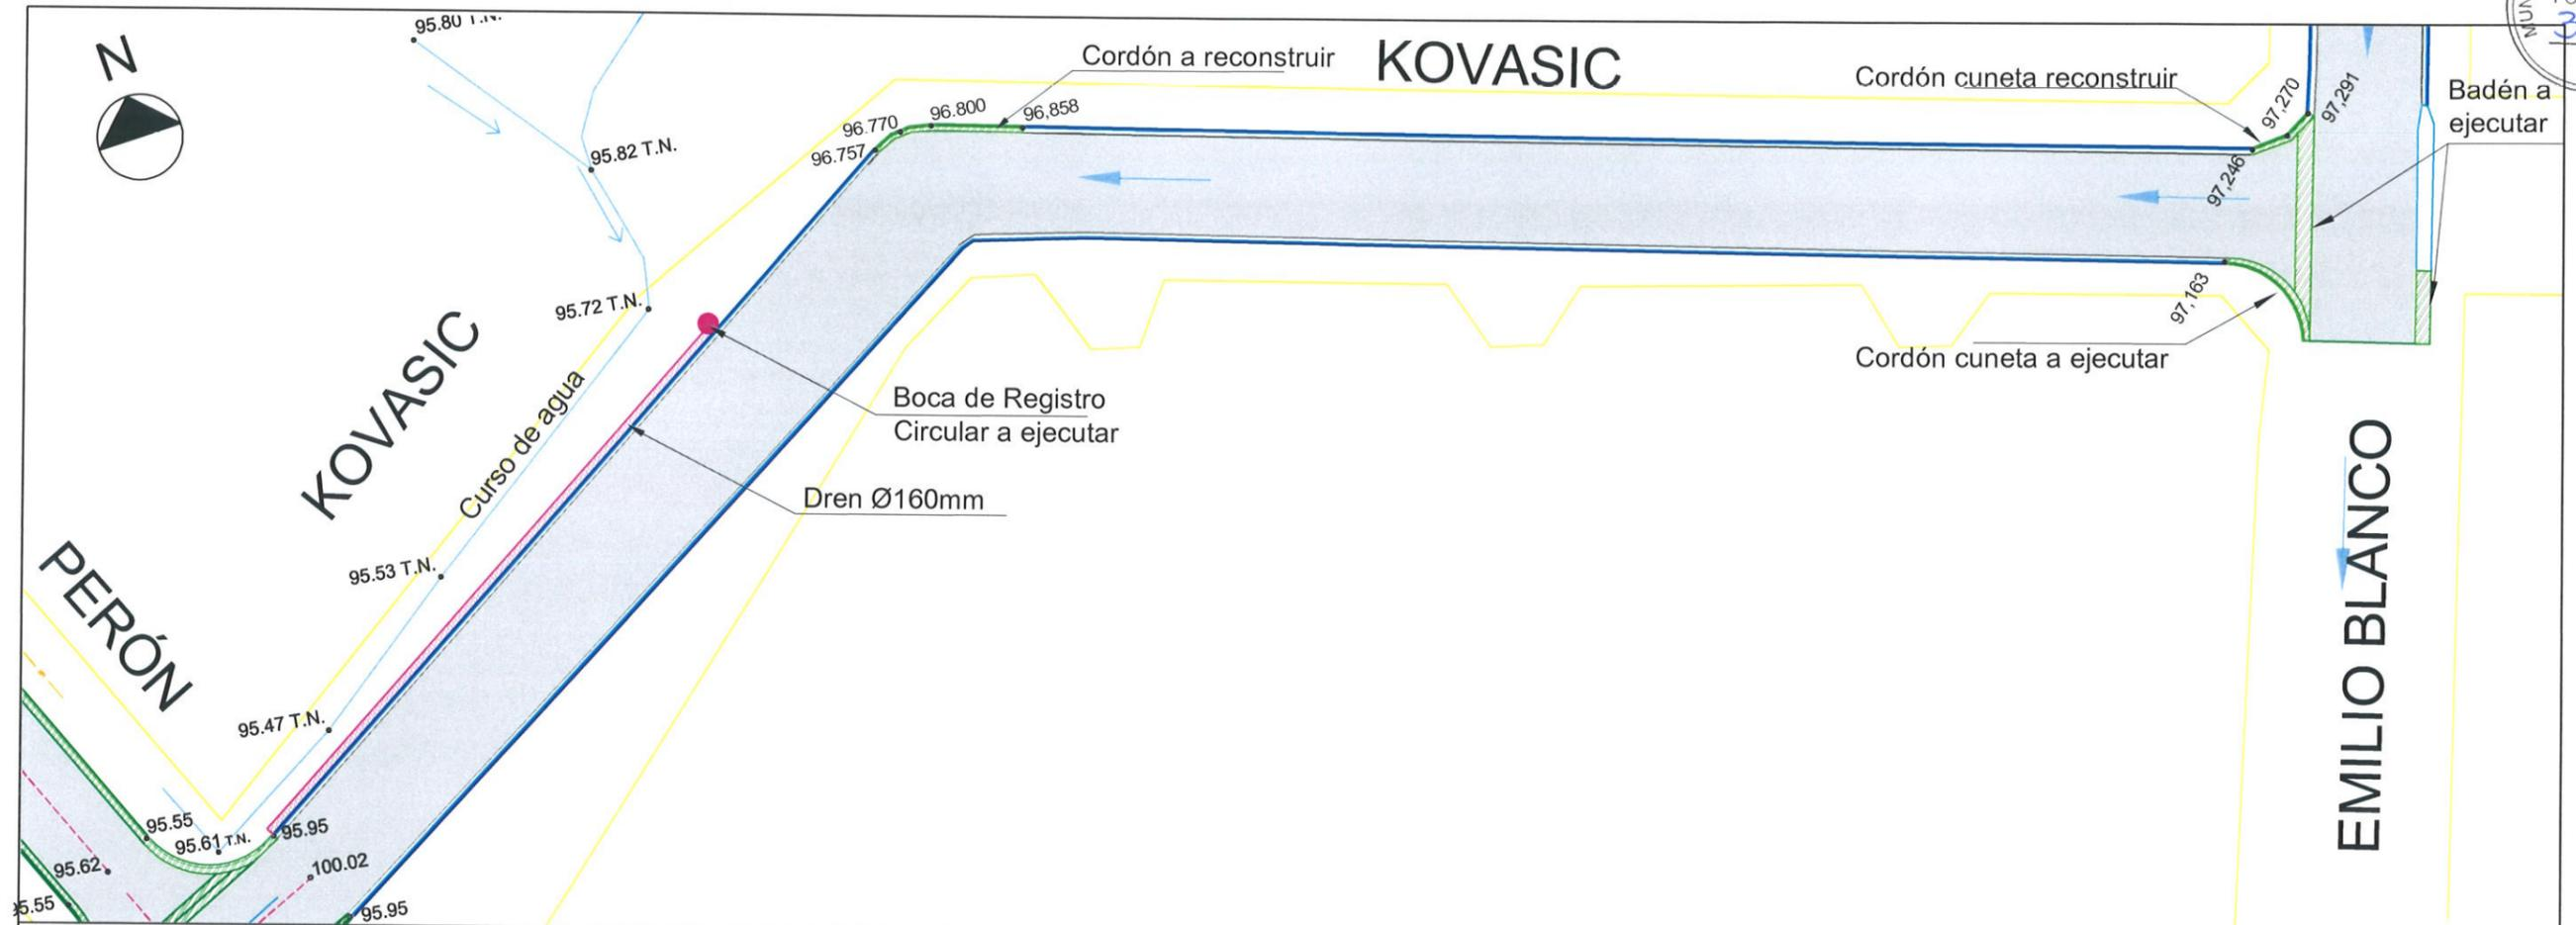 N
95.80 T.N.
95.82 T.N.
95.72 T.N.
KOVASIC
Curso de agua
95.53 T.N.
PERÓN
95.47 T.N.
95.55
95.61 T.N.
95.95
95.62
100.02
95.95
Cordón a reconstruir
KOVASIC
96.757
96.770
96.800
96,858
Boca de Registro
Circular a ejecutar
Dren Ø160mm
Cordón cuneta reconstruir
97,246
97,270
97,291
Badén a
ejecutar
97,163
Cordón cuneta a ejecutar
EMILIO BLANCO
MUN